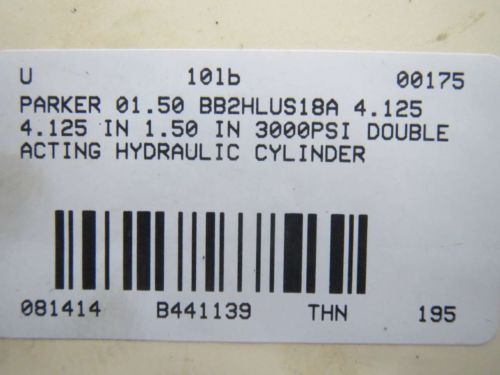 U 10lb 00175
PARKER 01.50 BB2HLUS18A 4.125
4.125 IN 1.50 IN 3000PSI DOUBLE
ACTING HYDRAULIC CYLINDER
081414 B441139 THN 195